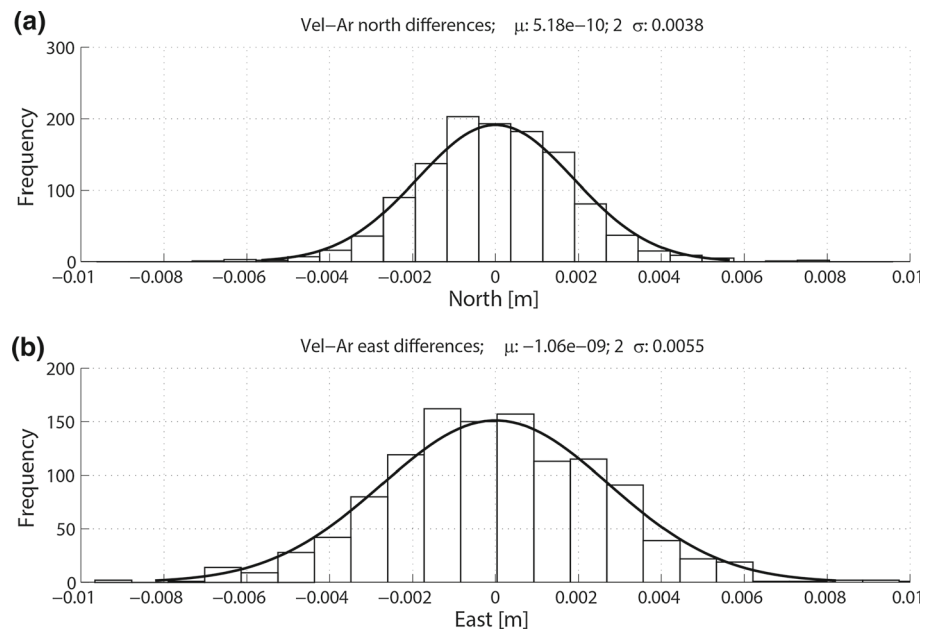 (a)
Vel−Ar north differences; μ: 5.18e−10; 2 σ: 0.0038
300
200
100
0
Frequency
−0.01 −0.008 −0.006 −0.004 −0.002 0 0.002 0.004 0.006 0.008 0.01
North [m]
(b)
Vel−Ar east differences; μ: −1.06e−09; 2 σ: 0.0055
200
150
100
50
0
Frequency
−0.01 −0.008 −0.006 −0.004 −0.002 0 0.002 0.004 0.006 0.008 0.01
East [m]